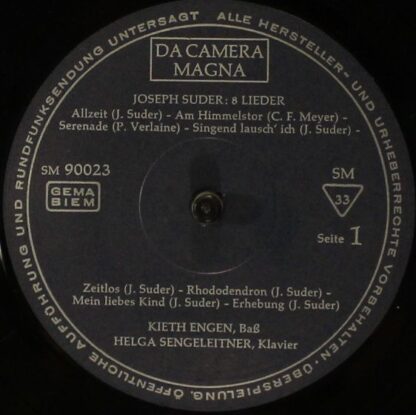 ALLE HERSTELLER- UND URHEBERRECHTE VORBEHALTEN · ÜBERSPIELUNG, ÖFFENTLICHE AUFFÜHRUNG UND RUNDFUNKSENDUNG UNTERSAGT
DA CAMERA
MAGNA
JOSEPH SUDER: 8 LIEDER
Allzeit (J. Suder) - Am Himmelstor (C. F. Meyer) -
Serenade (P. Verlaine) - Singend lausch' ich (J. Suder) -
SM 90023
GEMA
BIEM
SM
33
Seite 1
Zeitlos (J. Suder) - Rhododendron (J. Suder) -
Mein liebes Kind (J. Suder) - Erhebung (J. Suder)
KIETH ENGEN, Baß
HELGA SENGELEITNER, Klavier